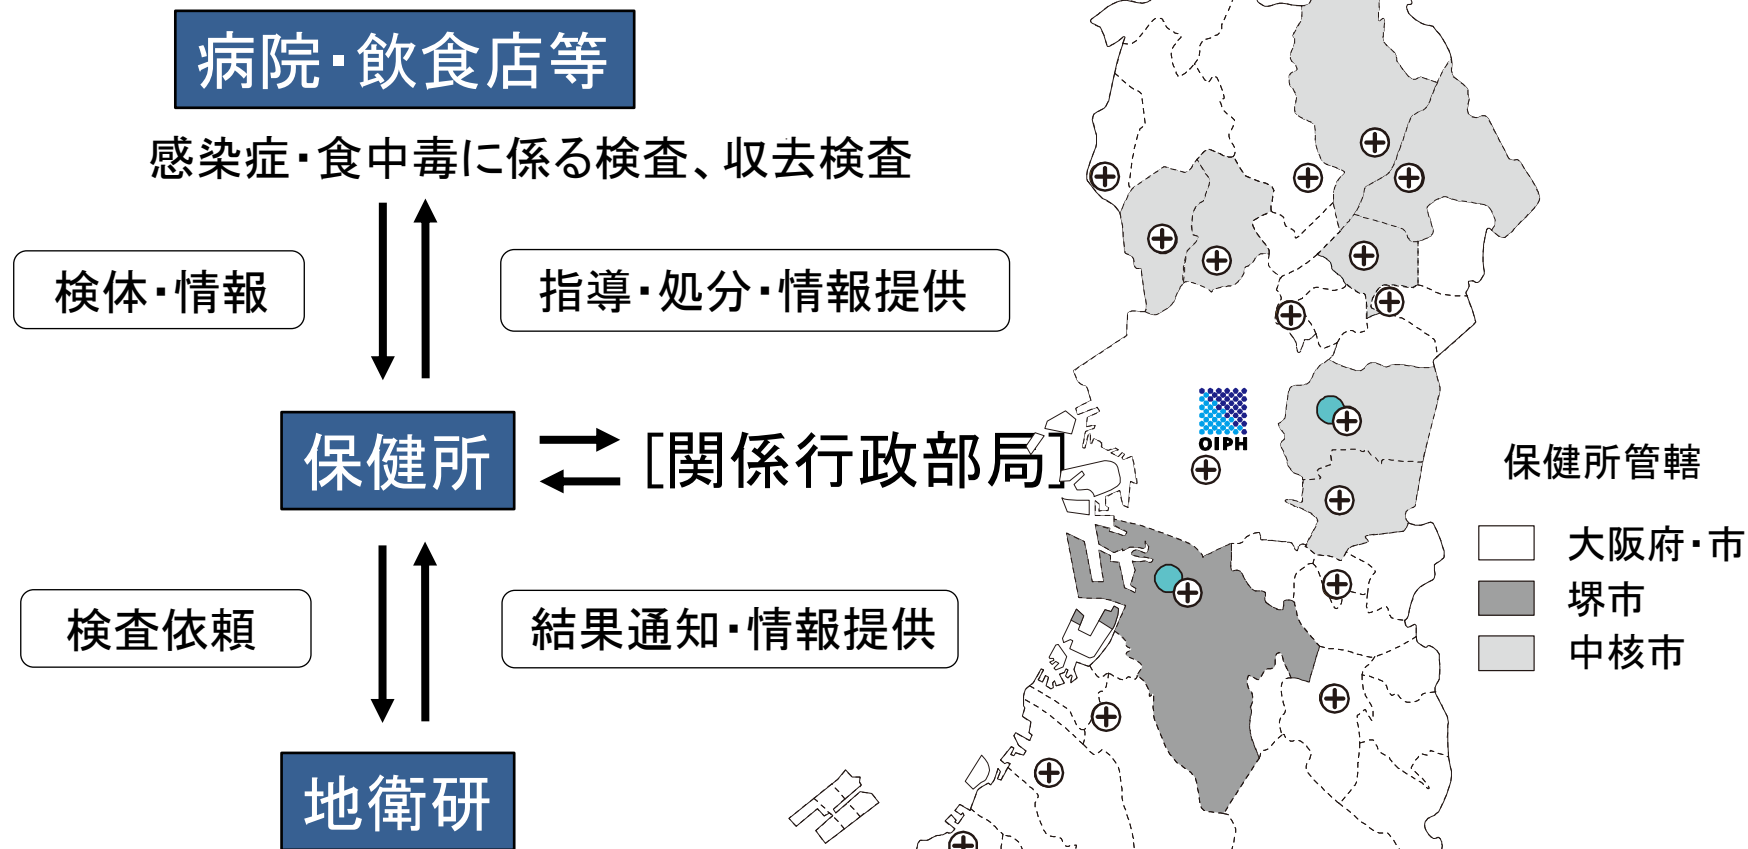 病院・飲食店等
感染症・食中毒に係る検査、収去検査
検体・情報
指導・処分・情報提供
保健所
[関係行政部局]
検査依頼
結果通知・情報提供
地衛研
OIPH
保健所管轄
大阪府・市
堺市
中核市